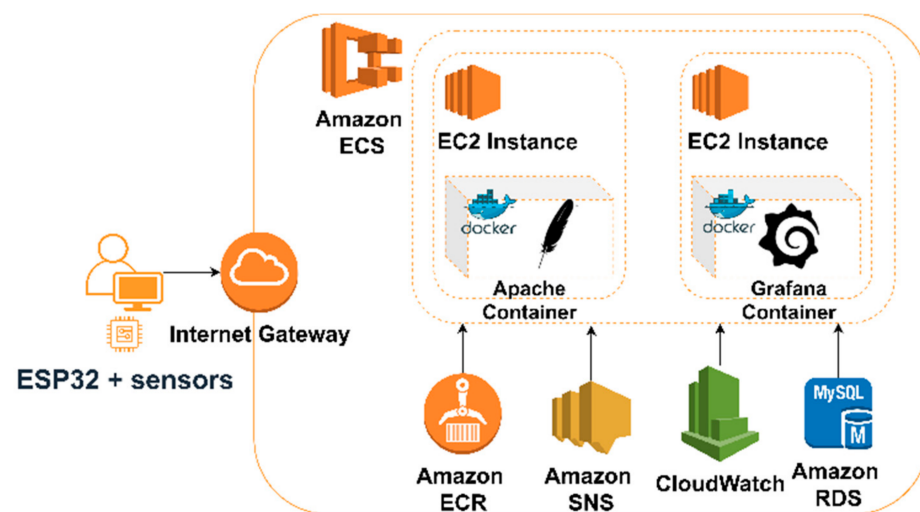 Amazon
ECS
EC2 Instance
EC2 Instance
docker
docker
Apache
Container
Grafana
Container
Internet Gateway
ESP32 + sensors
MySQL
M
Amazon
ECR
Amazon
SNS
CloudWatch
Amazon
RDS